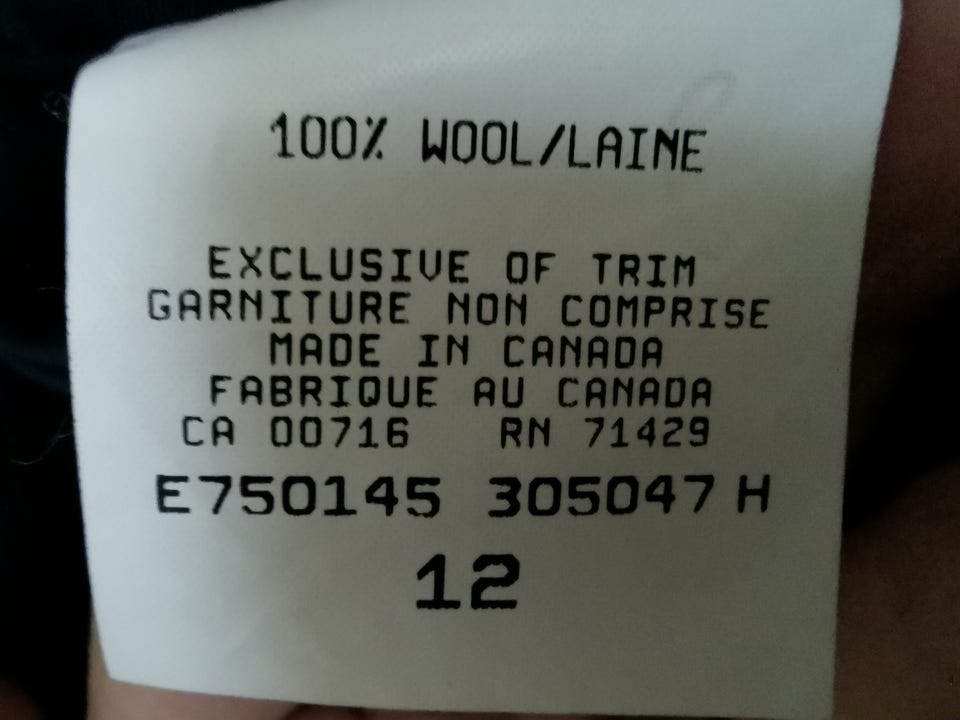 100% WOOL/LAINE
EXCLUSIVE OF TRIM
GARNITURE NON COMPRISE
MADE IN CANADA
FABRIQUE AU CANADA
CA 00716 RN 71429
E750145 305047 H
12